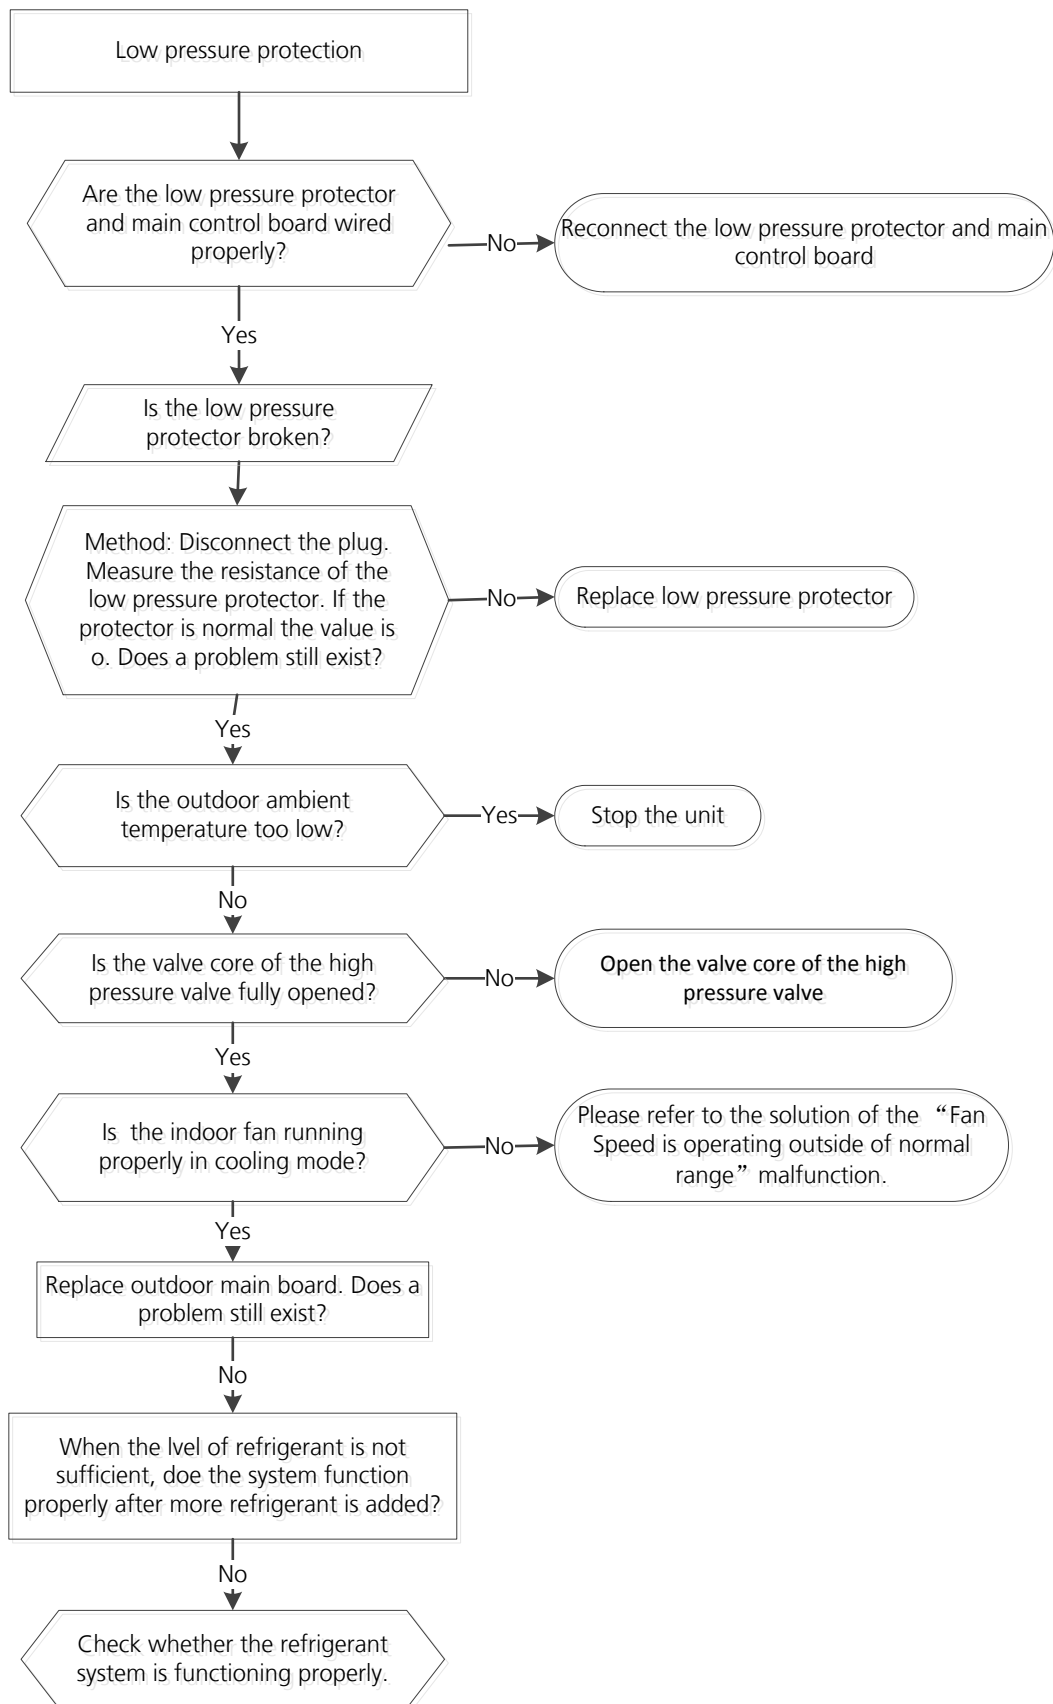 Low pressure protection
Are the low pressure protector
and main control board wired
properly?
No
Reconnect the low pressure protector and main
control board
Yes
Is the low pressure
protector broken?
Method: Disconnect the plug.
Measure the resistance of the
low pressure protector. If the
protector is normal the value is
o. Does a problem still exist?
No
Replace low pressure protector
Yes
Is the outdoor ambient
temperature too low?
Yes
Stop the unit
No
Is the valve core of the high
pressure valve fully opened?
No
Open the valve core of the high
pressure valve
Yes
Is the indoor fan running
properly in cooling mode?
No
Please refer to the solution of the “Fan
Speed is operating outside of normal
range” malfunction.
Yes
Replace outdoor main board. Does a
problem still exist?
No
When the lvel of refrigerant is not
sufficient, doe the system function
properly after more refrigerant is added?
No
Check whether the refrigerant
system is functioning properly.